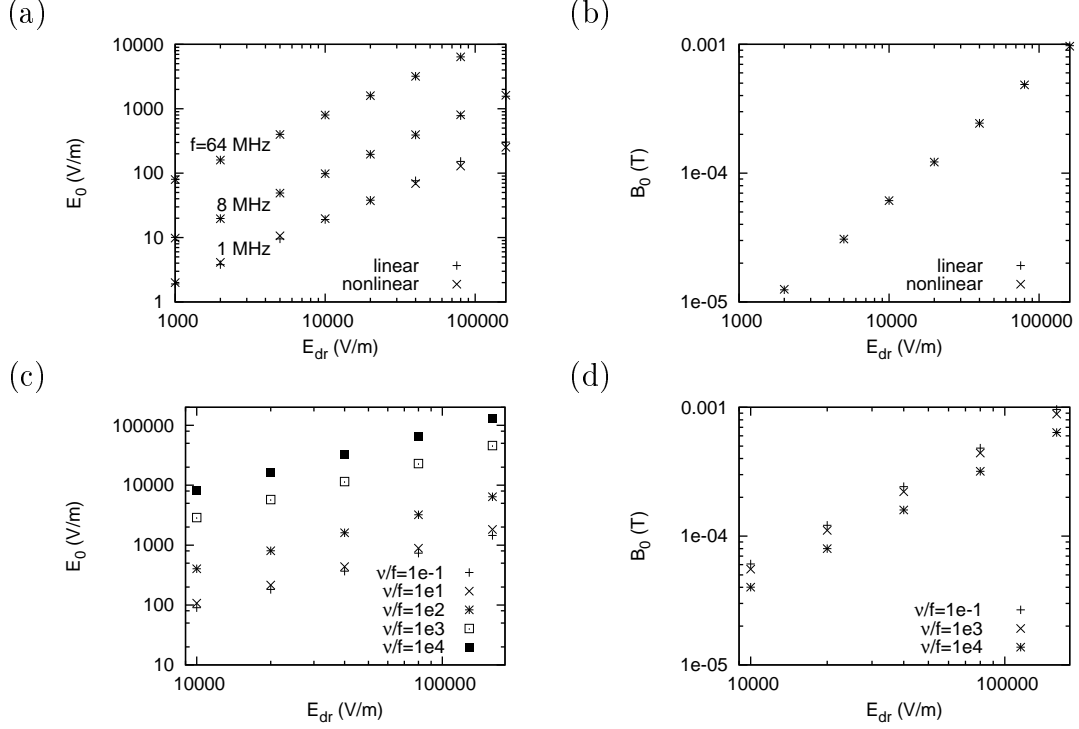 (a)
10000
1000
100
10
1
E0 (V/m)
f=64 MHz
8 MHz
1 MHz
linear
nonlinear
1000 10000 100000
Edr (V/m)
(b)
0.001
1e-04
1e-05
B0 (T)
linear
nonlinear
1000 10000 100000
Edr (V/m)
(c)
100000
10000
1000
100
10
E0 (V/m)
ν/f=1e-1
ν/f=1e1
ν/f=1e2
ν/f=1e3
ν/f=1e4
10000 100000
Edr (V/m)
(d)
0.001
1e-04
1e-05
B0 (T)
ν/f=1e-1
ν/f=1e3
ν/f=1e4
10000 100000
Edr (V/m)